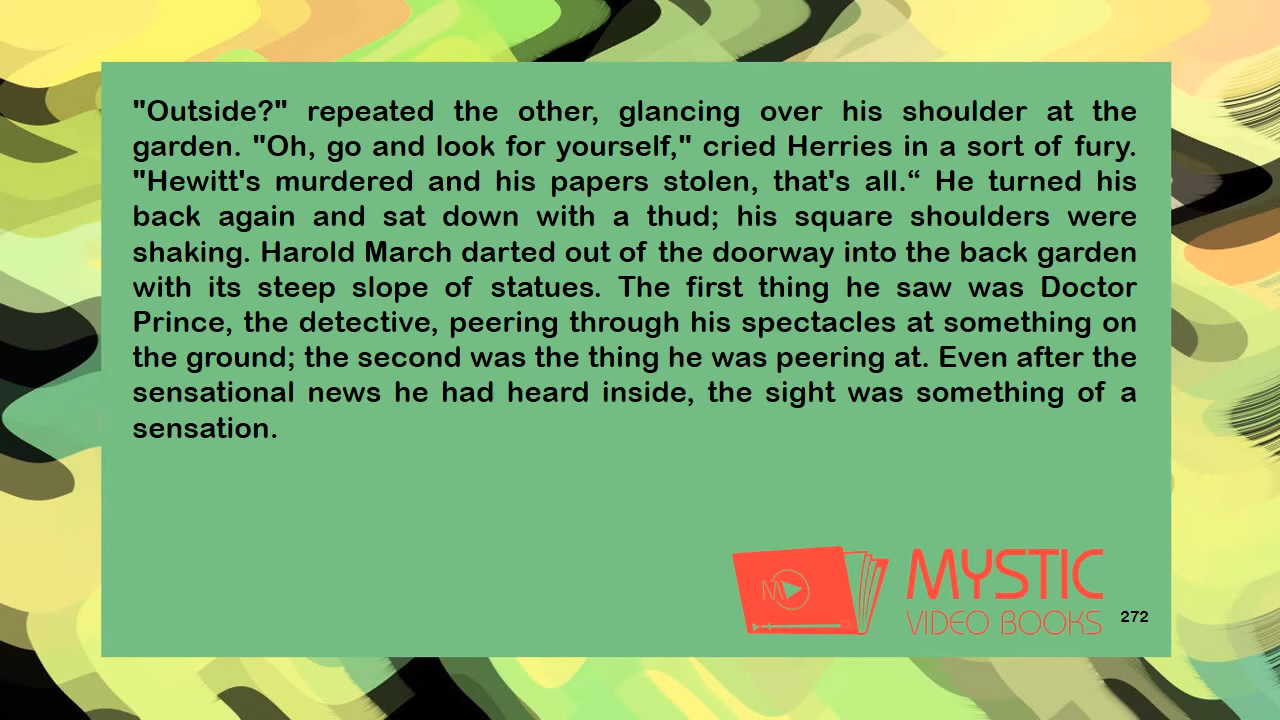 "Outside?" repeated the other, glancing over his shoulder at the
garden. "Oh, go and look for yourself," cried Herries in a sort of fury.
"Hewitt's murdered and his papers stolen, that's all.“ He turned his
back again and sat down with a thud; his square shoulders were
shaking. Harold March darted out of the doorway into the back garden
with its steep slope of statues. The first thing he saw was Doctor
Prince, the detective, peering through his spectacles at something on
the ground; the second was the thing he was peering at. Even after the
sensational news he had heard inside, the sight was something of a
sensation.
M
MYSTIC
VIDEO BOOKS
272